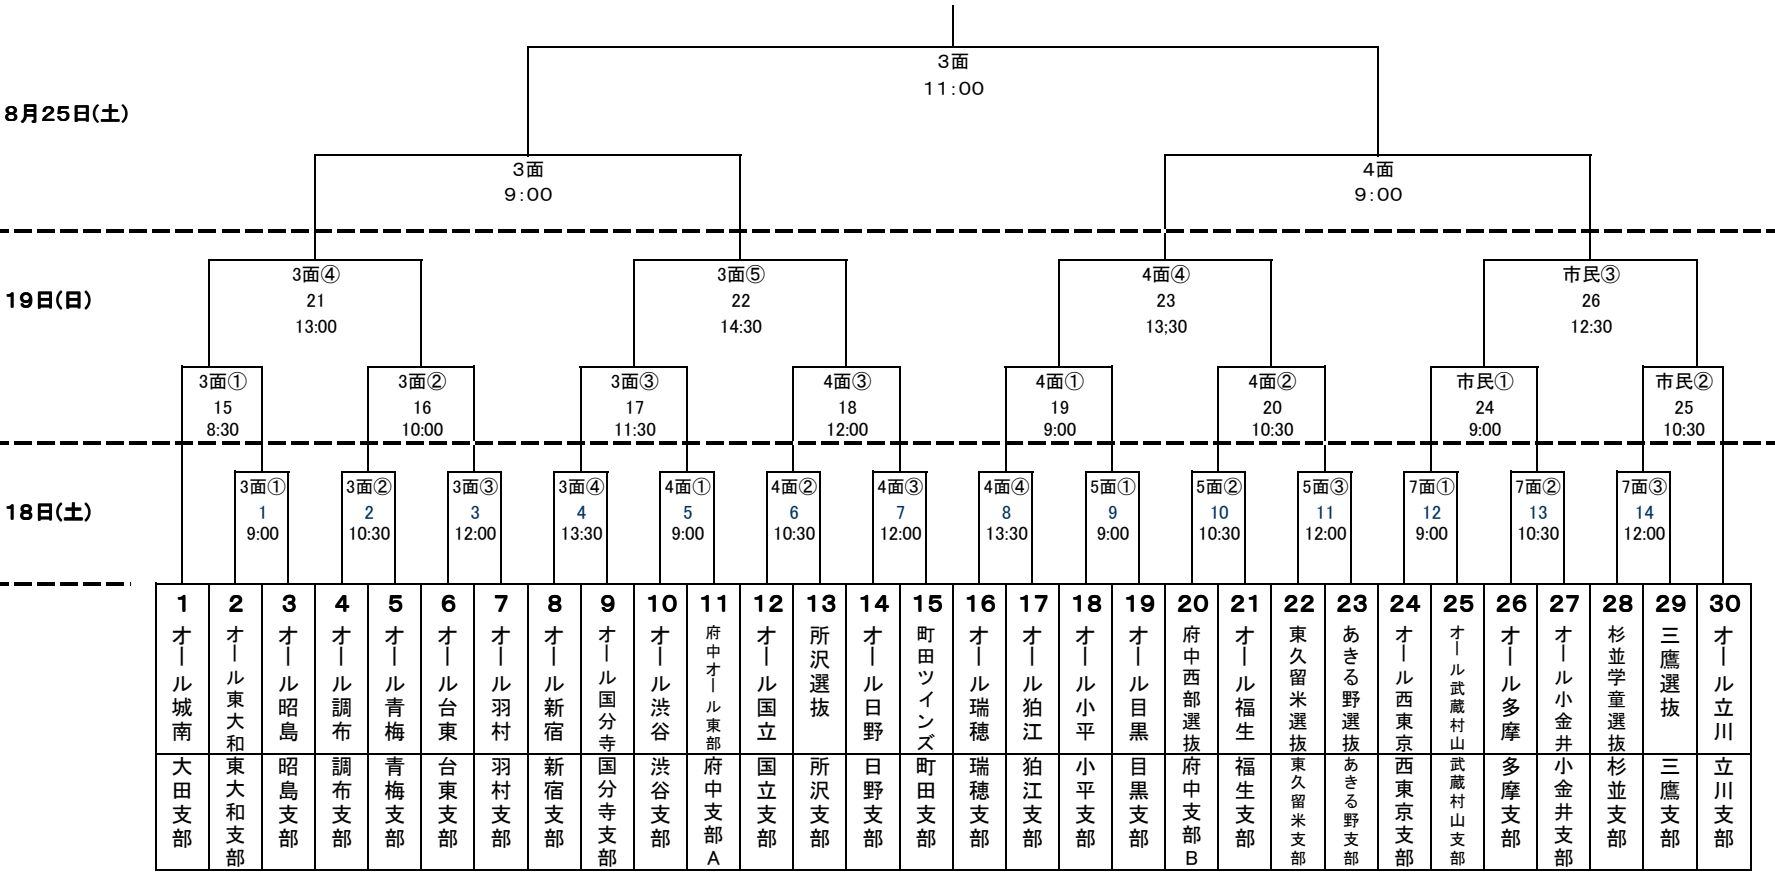 3面
11:00
8月25日(土)
3面
9:00
4面
9:00
19日(日)
3面④
21
13:00
3面⑤
22
14:30
4面④
23
13;30
市民③
26
12:30
3面①
15
8:30
3面②
16
10:00
3面③
17
11:30
4面③
18
12:00
4面①
19
9:00
4面②
20
10:30
市民①
24
9:00
市民②
25
10:30
18日(土)
3面①
1
9:00
3面②
2
10:30
3面③
3
12:00
3面④
4
13:30
4面①
5
9:00
4面②
6
10:30
4面③
7
12:00
4面④
8
13:30
5面①
9
9:00
5面②
10
10:30
5面③
11
12:00
7面①
12
9:00
7面②
13
10:30
7面③
14
12:00
1
オール城南
大田支部
2
オール東大和
東大和支部
3
オール昭島
昭島支部
4
オール調布
調布支部
5
オール青梅
青梅支部
6
オール台東
台東支部
7
オール羽村
羽村支部
8
オール新宿
新宿支部
9
オール国分寺
国分寺支部
10
オール渋谷
渋谷支部
11
府中オール東部
府中支部A
12
オール国立
国立支部
13
所沢選抜
所沢支部
14
オール日野
日野支部
15
町田ツインズ
町田支部
16
オール瑞穂
瑞穂支部
17
オール狛江
狛江支部
18
オール小平
小平支部
19
オール目黒
目黒支部
20
府中西部選抜
府中支部B
21
オール福生
福生支部
22
東久留米選抜
東久留米支部
23
あきる野選抜
あきる野支部
24
オール西東京
西東京支部
25
オール武蔵村山
武蔵村山支部
26
オール多摩
多摩支部
27
オール小金井
小金井支部
28
杉並学童選抜
杉並支部
29
三鷹選抜
三鷹支部
30
オール立川
立川支部